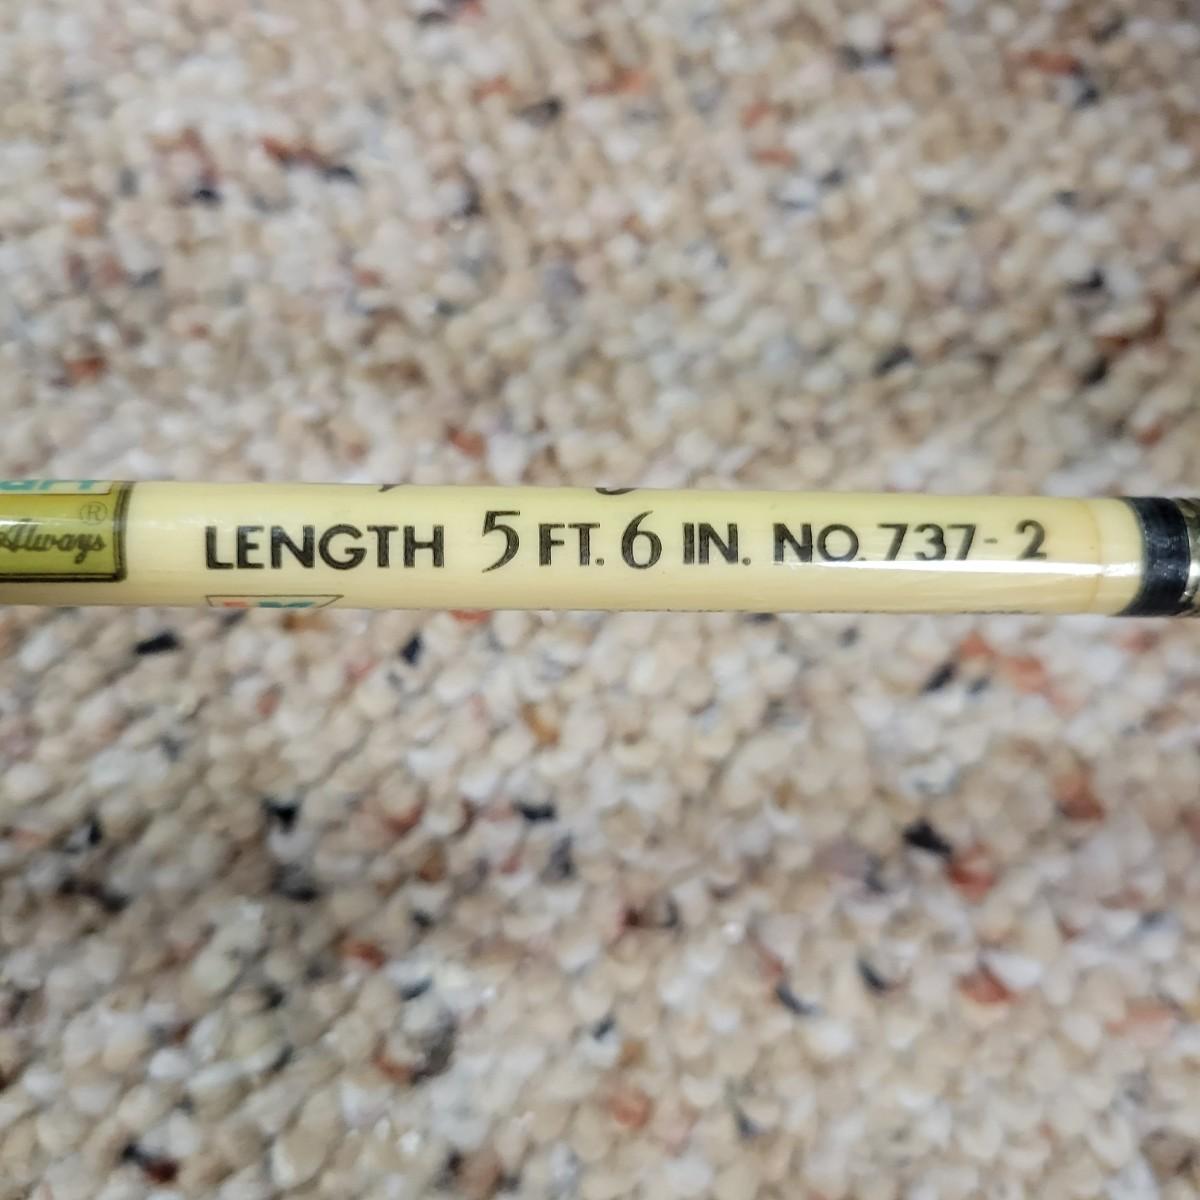 Always ®
LENGTH 5 FT. 6 IN. NO. 737-2